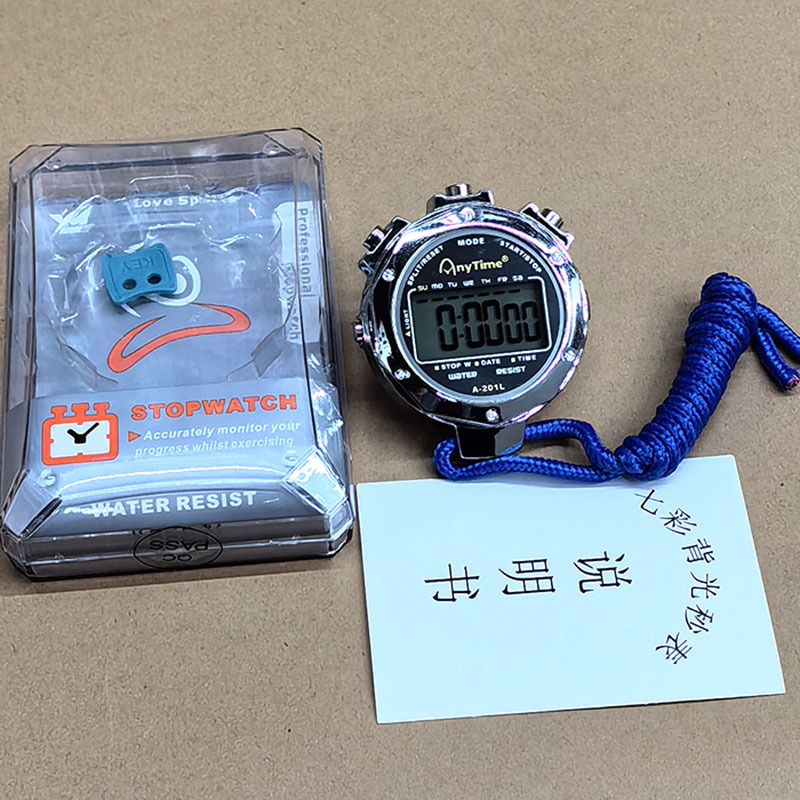 Love Sp
Professional
KEY
STOPWATCH
Accurately monitor your
progress whilst exercising
WATER RESIST
QC
PASS
SPLIT/RESET MODE START/STOP
AnyTime®
SU MO TU WE TH FR SA
LIGHT
0:0000
STOP W DATE TIME
WATER RESIST
A-201L
七彩背光秒表
说明书